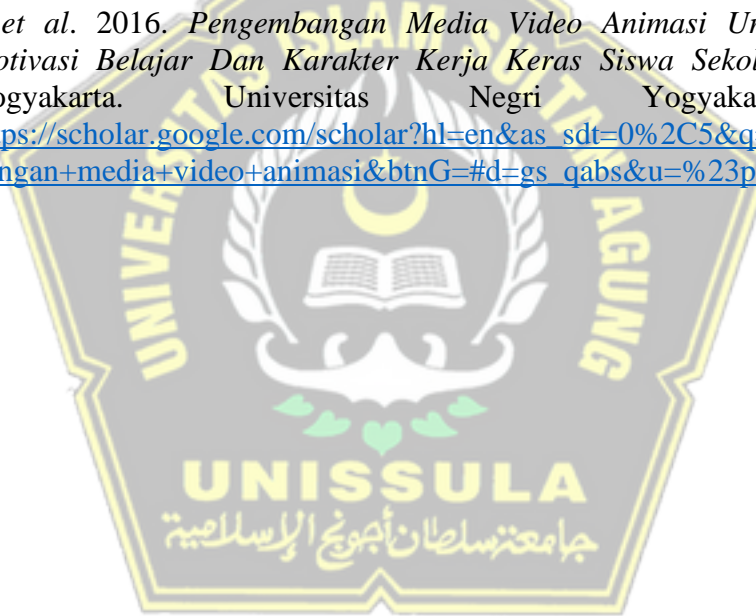 et al. 2016. Pengembangan Media Video Animasi Un
otivasi Belajar Dan Karakter Kerja Keras Siswa Sekol
ogyakarta. Universitas Negri Yogyaka
ps://scholar.google.com/scholar?hl=en&as_sdt=0%2C5&q
ngan+media+video+animasi&btnG=#d=gs_qabs&u=%23p
UNIVERSITAS ISLAM SULTAN AGUNG
UNISSULA
جامعة سلطان أجونج الإسلامية